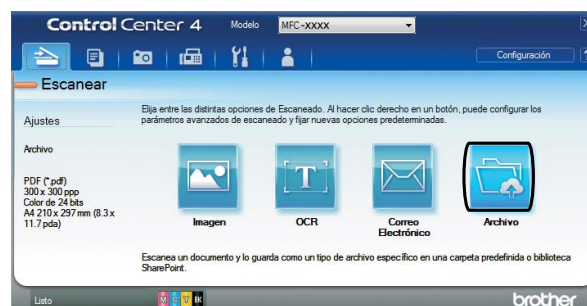 Control Center 4
Modelo
MFC-XXXX
Configuración
Escanear
Ajustes
Archivo
PDF (*.pdf)
300 x 300 ppp
Color de 24 bits
A4 210 x 297 mm (8.3 x
11.7 pda)
Elija entre las distintas opciones de Escaneado. Al hacer clic derecho en un botón, puede configurar los
parámetros avanzados de escaneado y fijar nuevas opciones predeterminadas.
T
Imagen
OCR
Correo
Electrónico
Archivo
Escanea un documento y lo guarda como un tipo de archivo específico en una carpeta predefinida o biblioteca
SharePoint.
Listo
M C Y BK
brother